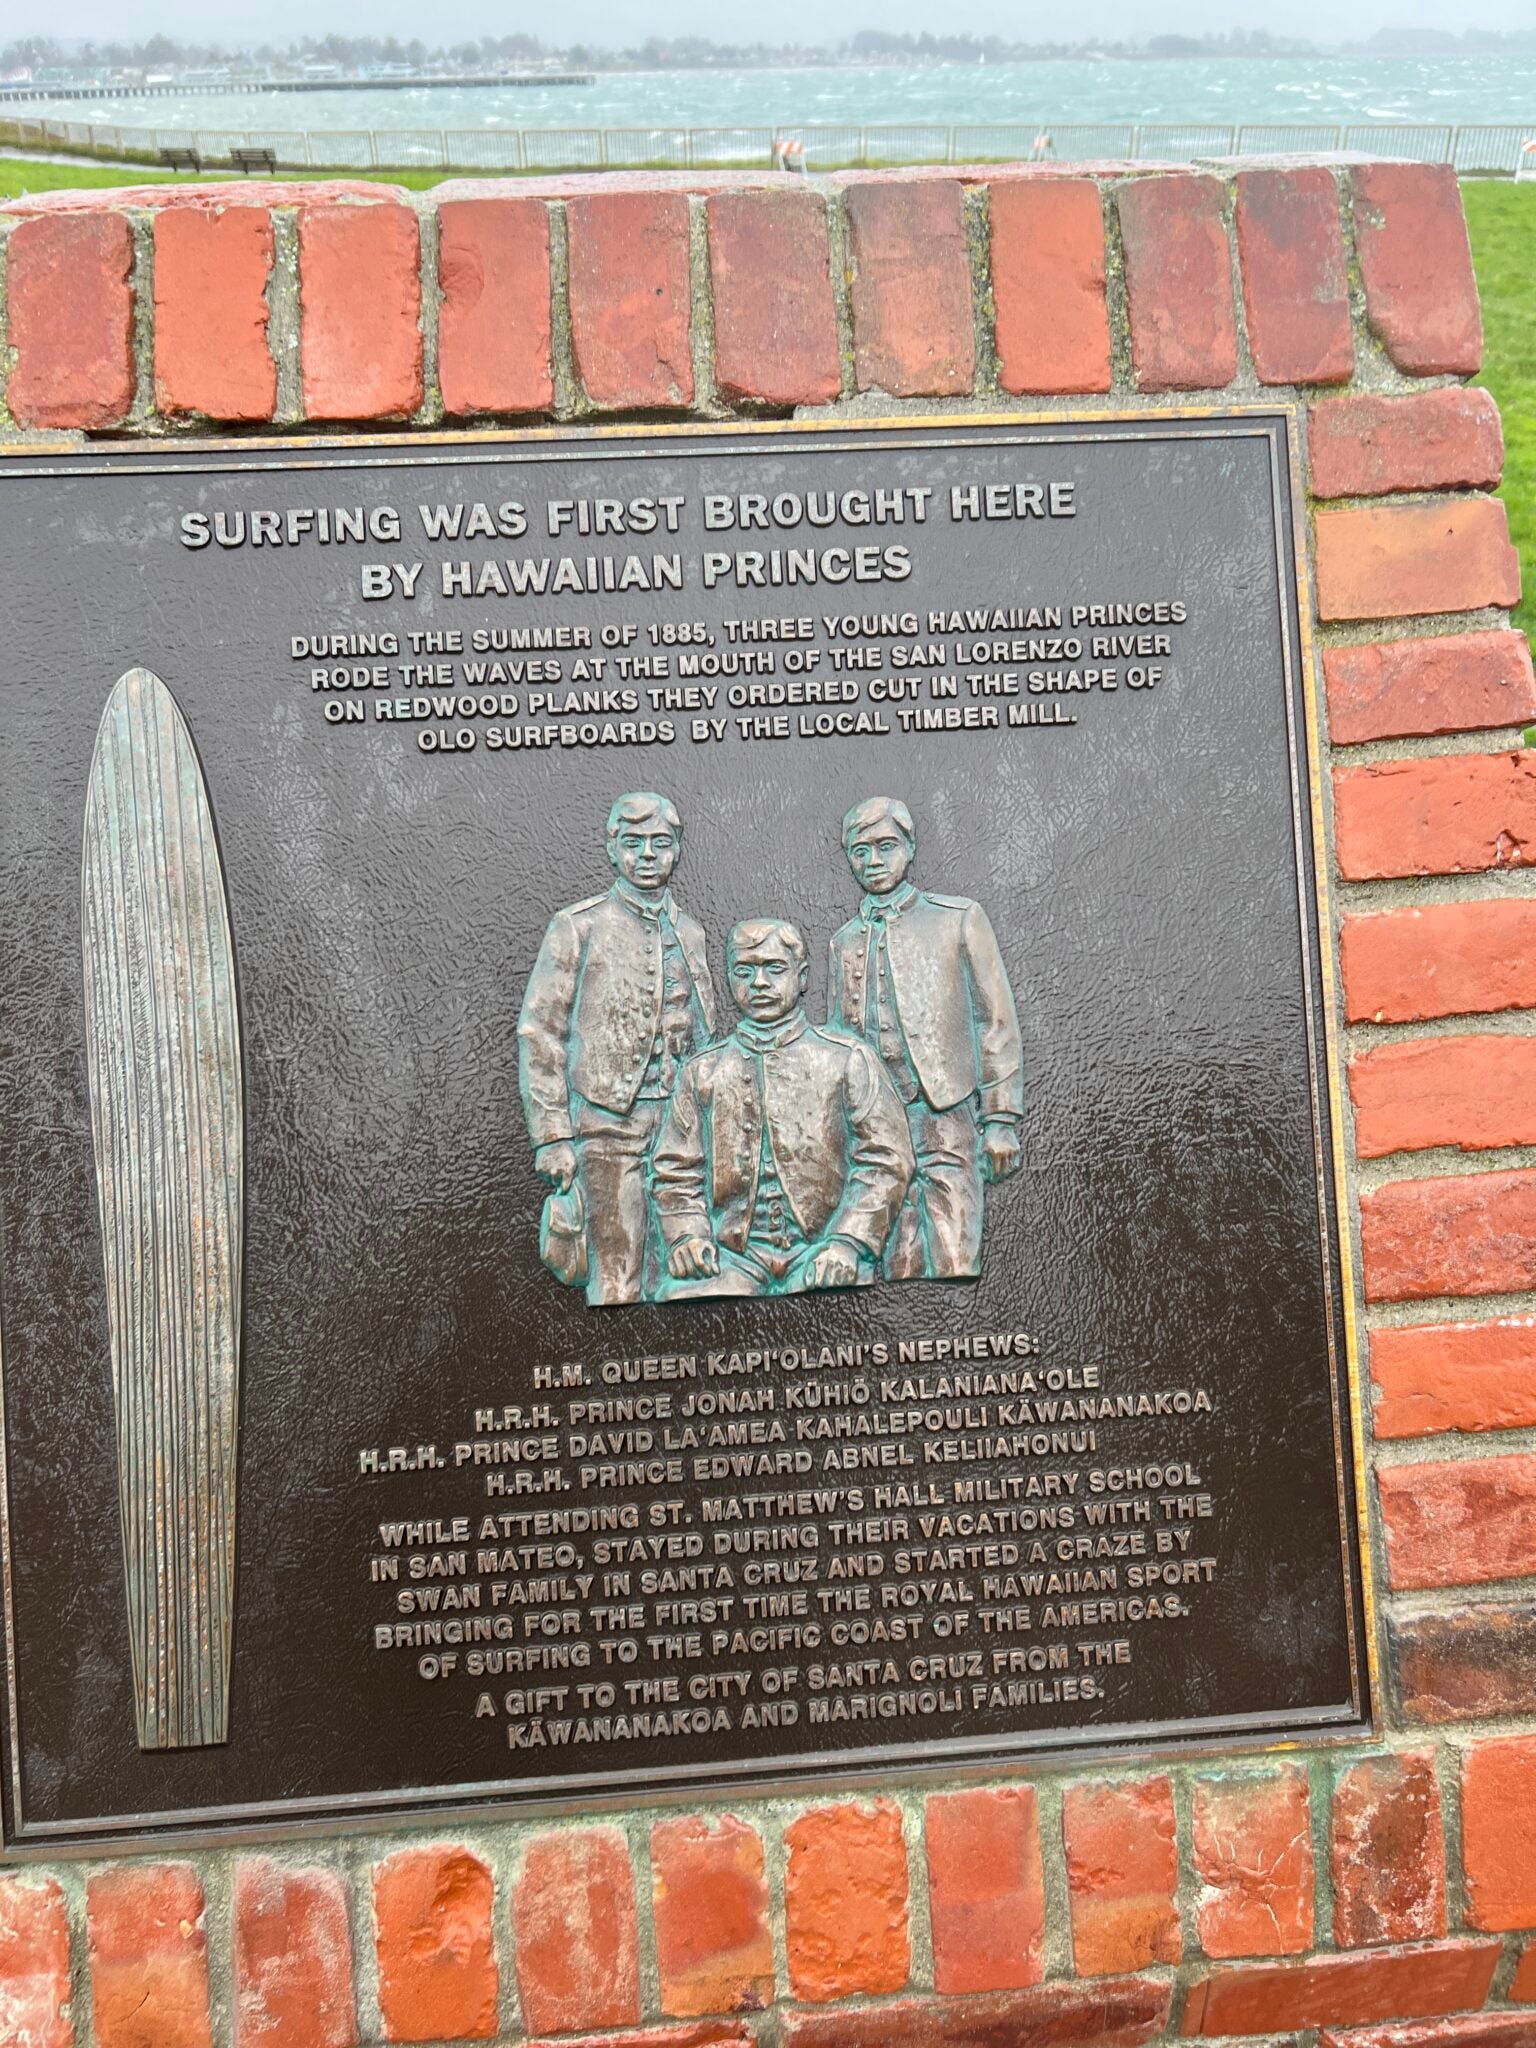 SURFING WAS FIRST BROUGHT HERE
BY HAWAIIAN PRINCES
DURING THE SUMMER OF 1885, THREE YOUNG HAWAIIAN PRINCES
RODE THE WAVES AT THE MOUTH OF THE SAN LORENZO RIVER
ON REDWOOD PLANKS THEY ORDERED CUT IN THE SHAPE OF
OLO SURFBOARDS BY THE LOCAL TIMBER MILL.
H.M. QUEEN KAPI‘OLANI'S NEPHEWS:
H.R.H. PRINCE JONAH KŪHIŌ KALANIANA‘OLE
H.R.H. PRINCE DAVID LA‘AMEA KAHALEPOULI KÄWANANAKOA
H.R.H. PRINCE EDWARD ABNEL KELIIAHONUI
WHILE ATTENDING ST. MATTHEW'S HALL MILITARY SCHOOL
IN SAN MATEO, STAYED DURING THEIR VACATIONS WITH THE
SWAN FAMILY IN SANTA CRUZ AND STARTED A CRAZE BY
BRINGING FOR THE FIRST TIME THE ROYAL HAWAIIAN SPORT
OF SURFING TO THE PACIFIC COAST OF THE AMERICAS.
A GIFT TO THE CITY OF SANTA CRUZ FROM THE
KÄWANANAKOA AND MARIGNOLI FAMILIES.